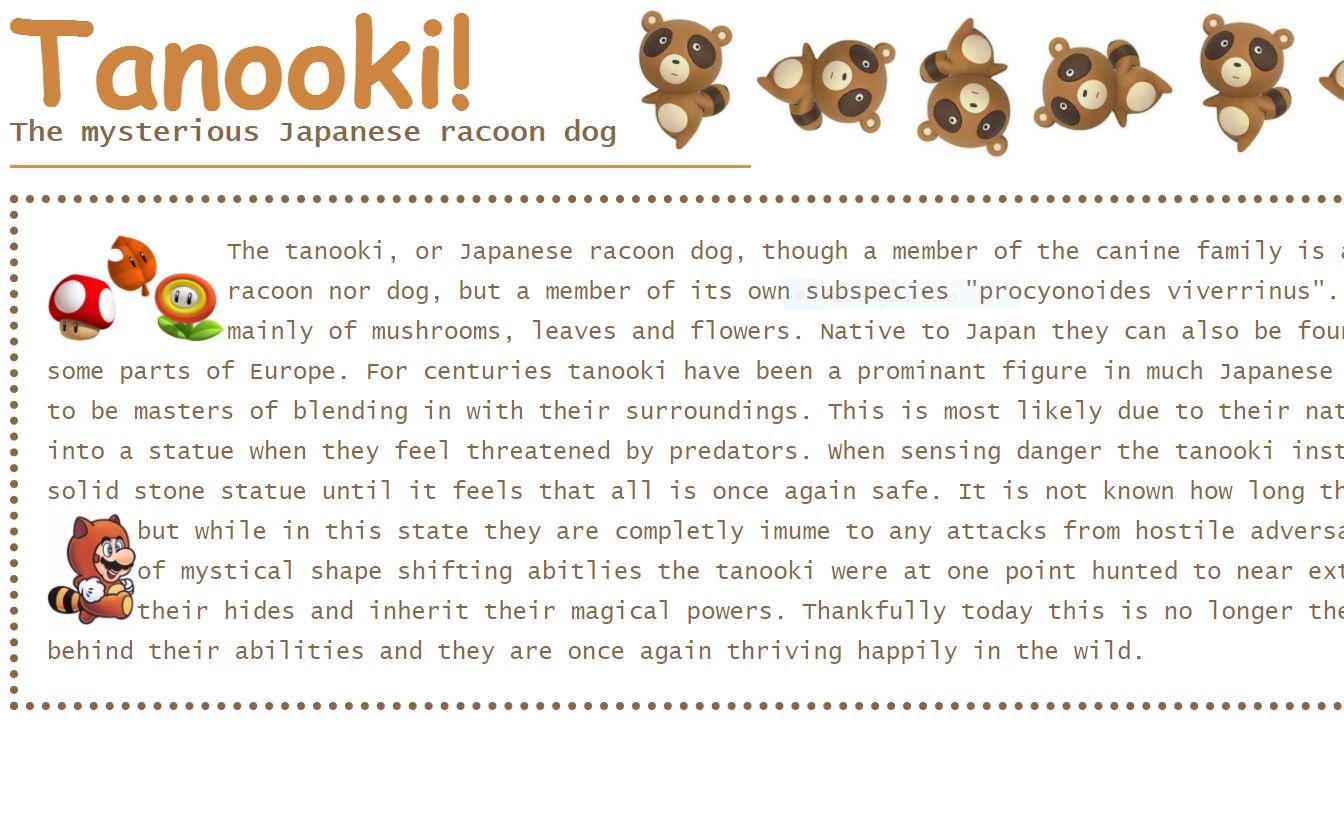 Tanooki!
The mysterious Japanese racoon dog
The tanooki, or Japanese racoon dog, though a member of the canine family is
racoon nor dog, but a member of its own subspecies "procyonoides viverrinus".
mainly of mushrooms, leaves and flowers. Native to Japan they can also be
some parts of Europe. For centuries tanooki have been a prominant figure in much Japanese
to be masters of blending in with their surroundings. This is most likely due to their
into a statue when they feel threatened by predators. When sensing danger the tanooki
solid stone statue until it feels that all is once again safe. It is not known how long
but while in this state they are completly imume to any attacks from hostile
of mystical shape shifting abitlies the tanooki were at one point hunted to near
their hides and inherit their magical powers. Thankfully today this is no longer the
behind their abilities and they are once again thriving happily in the wild.